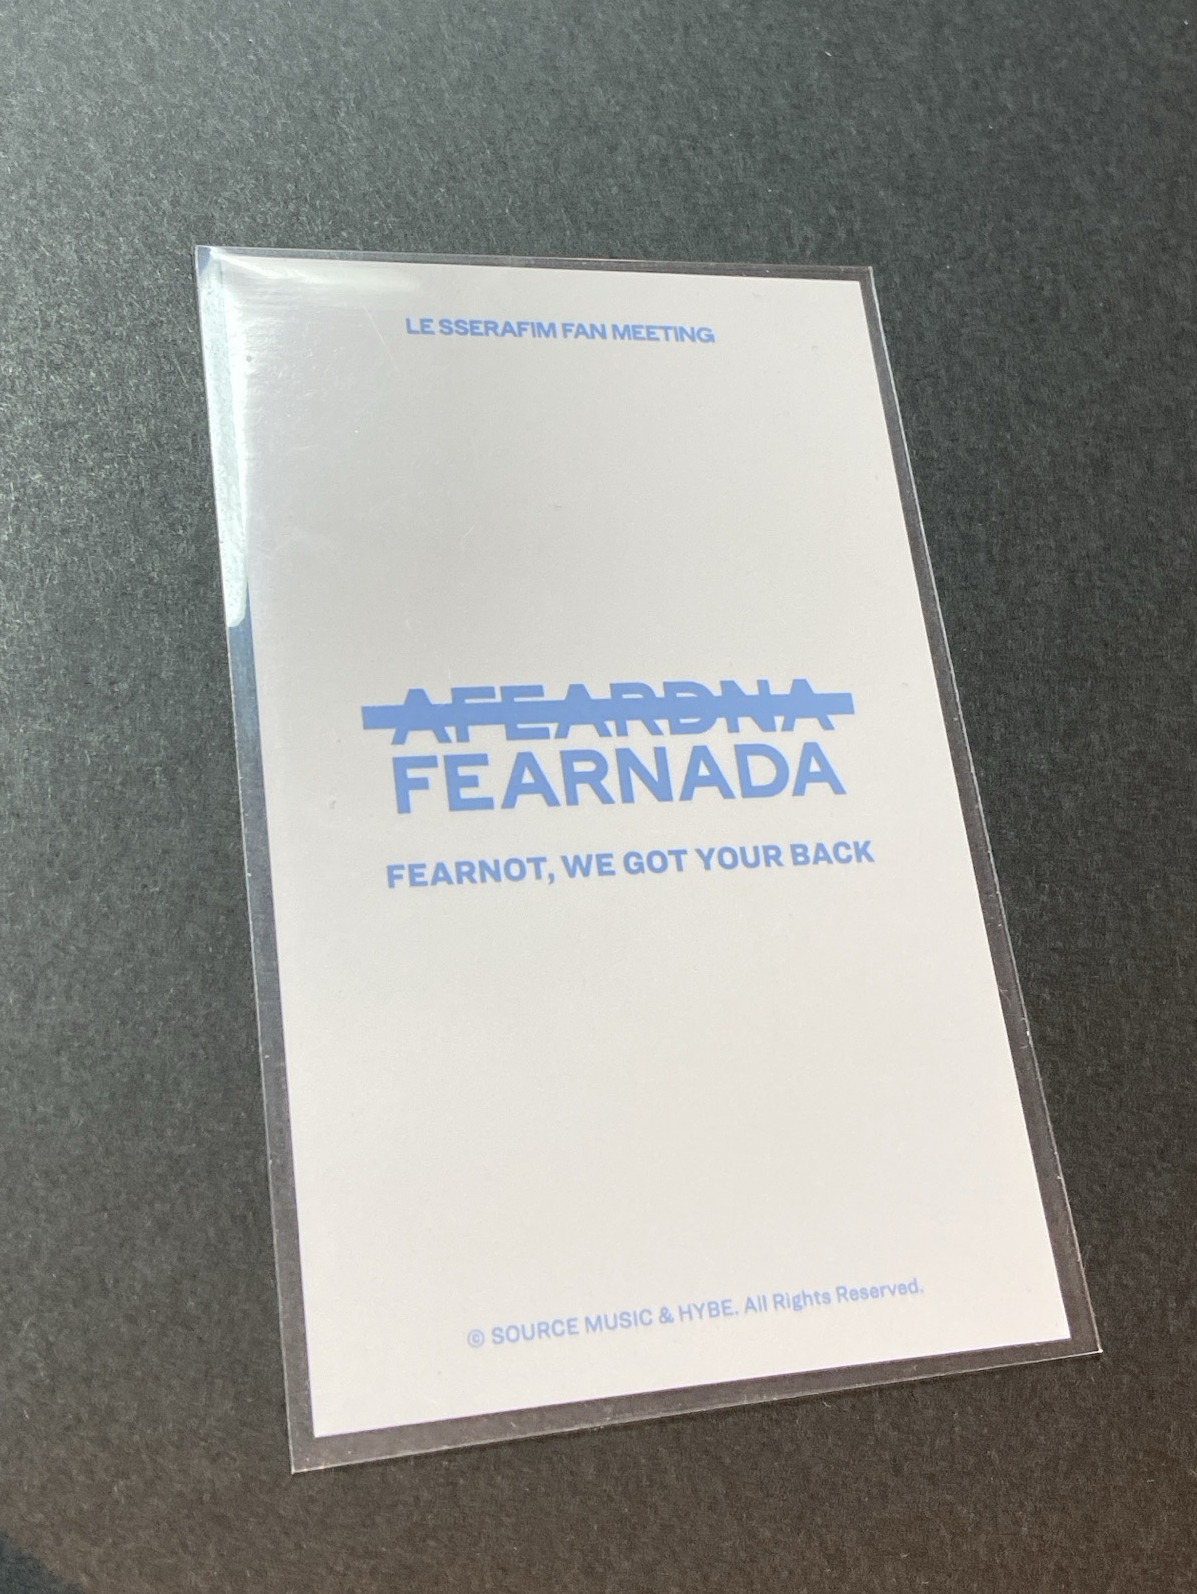 LE SSERAFIM FAN MEETING
AFEARDNA
FEARNADA
FEARNOT, WE GOT YOUR BACK
© SOURCE MUSIC & HYBE. All Rights Reserved.